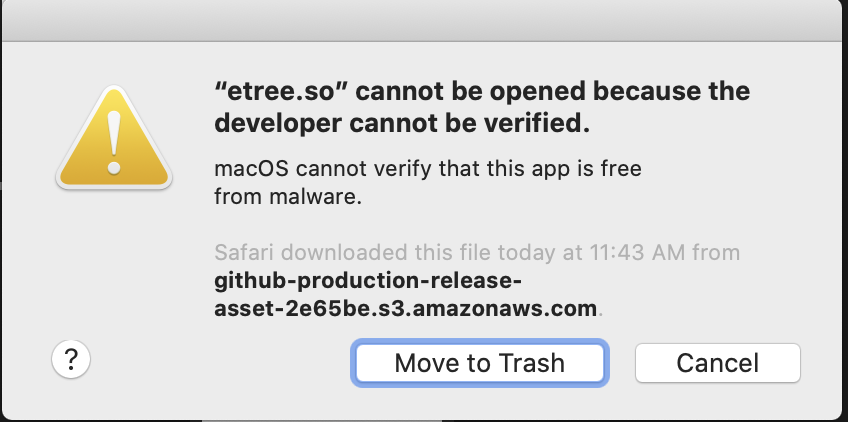 “etree.so” cannot be opened because the
developer cannot be verified.
macOS cannot verify that this app is free
from malware.
Safari downloaded this file today at 11:43 AM from
github-production-release-
asset-2e65be.s3.amazonaws.com.
? Move to Trash Cancel